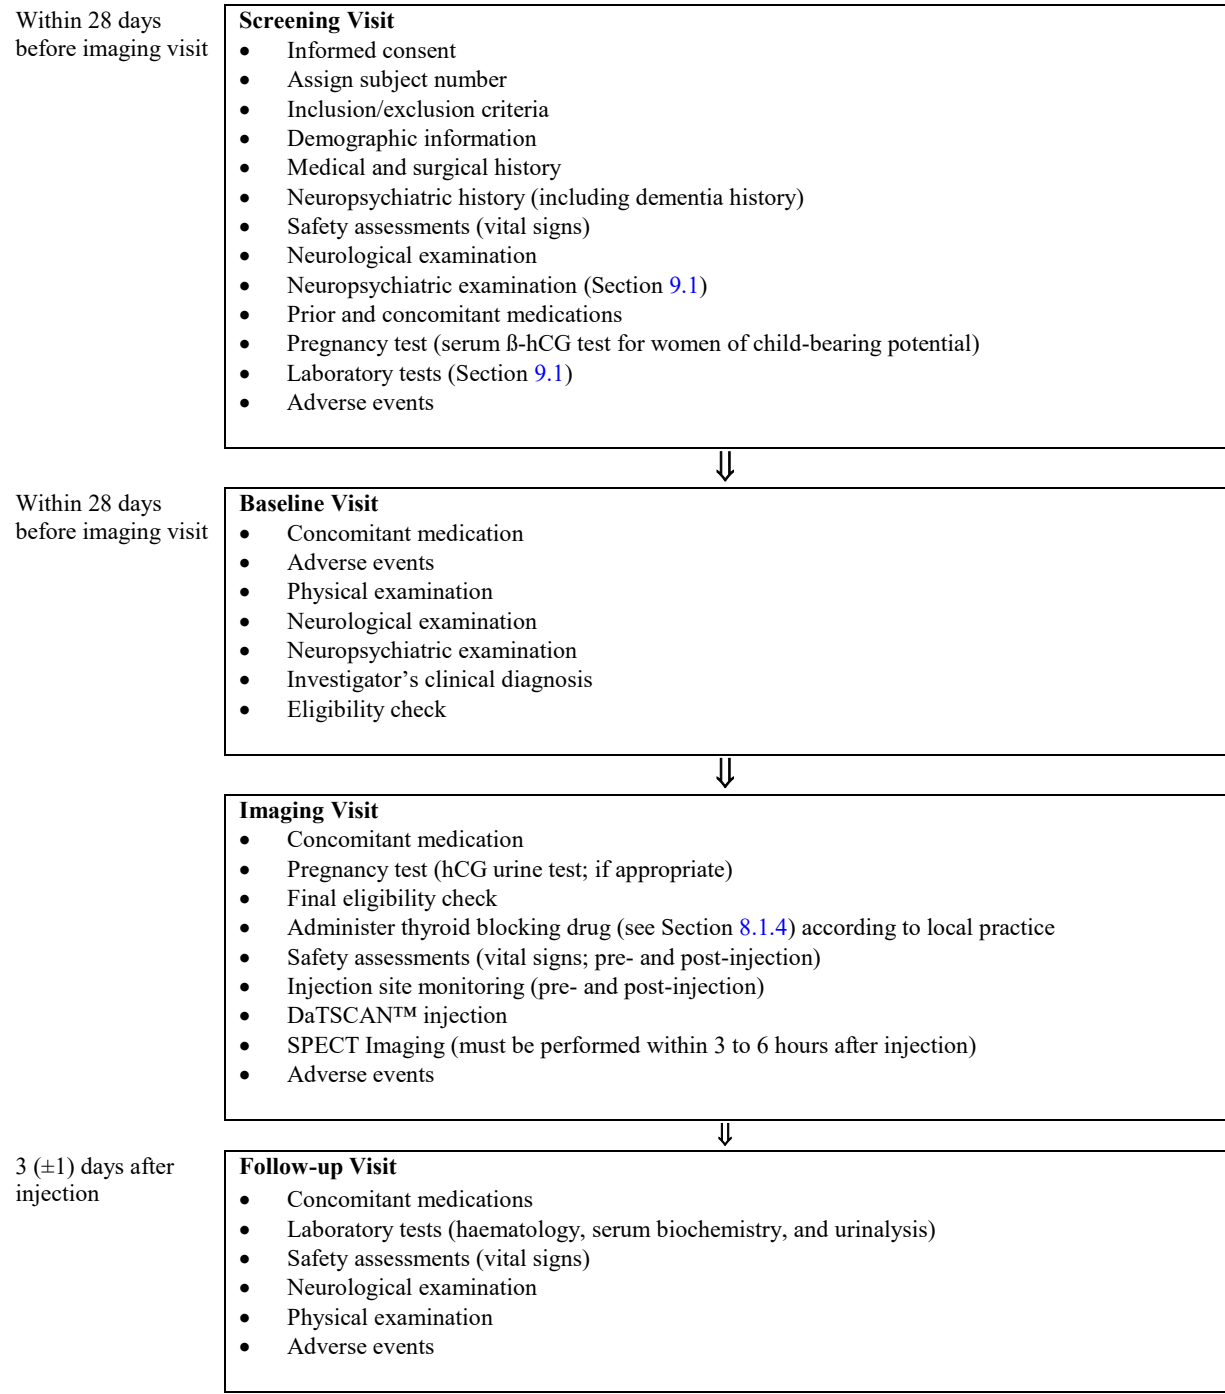 Within 28 days
before imaging visit
Screening Visit
• Informed consent
• Assign subject number
• Inclusion/exclusion criteria
• Demographic information
• Medical and surgical history
• Neuropsychiatric history (including dementia history)
• Safety assessments (vital signs)
• Neurological examination
• Neuropsychiatric examination (Section 9.1)
• Prior and concomitant medications
• Pregnancy test (serum ß-hCG test for women of child-bearing potential)
• Laboratory tests (Section 9.1)
• Adverse events
⇓
Within 28 days
before imaging visit
Baseline Visit
• Concomitant medication
• Adverse events
• Physical examination
• Neurological examination
• Neuropsychiatric examination
• Investigator’s clinical diagnosis
• Eligibility check
⇓
Imaging Visit
• Concomitant medication
• Pregnancy test (hCG urine test; if appropriate)
• Final eligibility check
• Administer thyroid blocking drug (see Section 8.1.4) according to local practice
• Safety assessments (vital signs; pre- and post-injection)
• Injection site monitoring (pre- and post-injection)
• DaTSCAN™ injection
• SPECT Imaging (must be performed within 3 to 6 hours after injection)
• Adverse events
⇓
3 (±1) days after
injection
Follow-up Visit
• Concomitant medications
• Laboratory tests (haematology, serum biochemistry, and urinalysis)
• Safety assessments (vital signs)
• Neurological examination
• Physical examination
• Adverse events